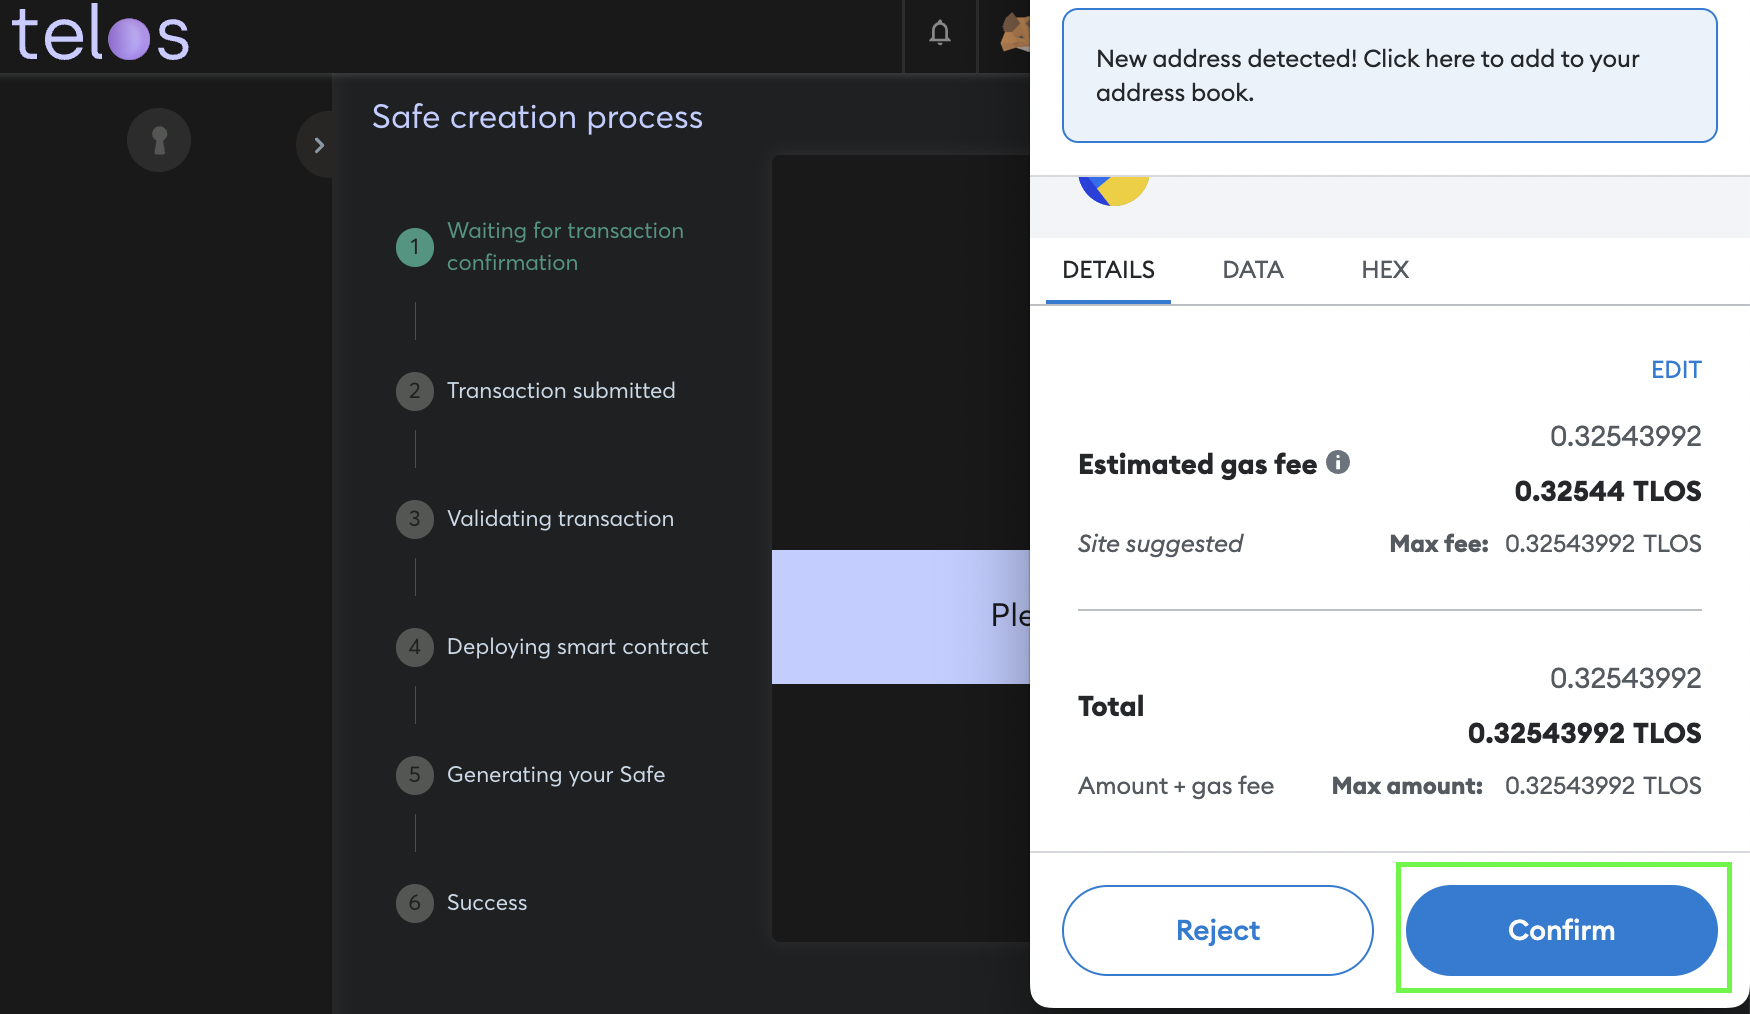 telos
Safe creation process
1
Waiting for transaction
confirmation
2
Transaction submitted
3
Validating transaction
4
Deploying smart contract
5
Generating your Safe
6
Success
New address detected! Click here to add to your
address book.
DETAILS
DATA
HEX
EDIT
0.32543992
Estimated gas fee
0.32544 TLOS
Site suggested
Max fee: 0.32543992 TLOS
0.32543992
Total
0.32543992 TLOS
Amount + gas fee
Max amount: 0.32543992 TLOS
Reject
Confirm